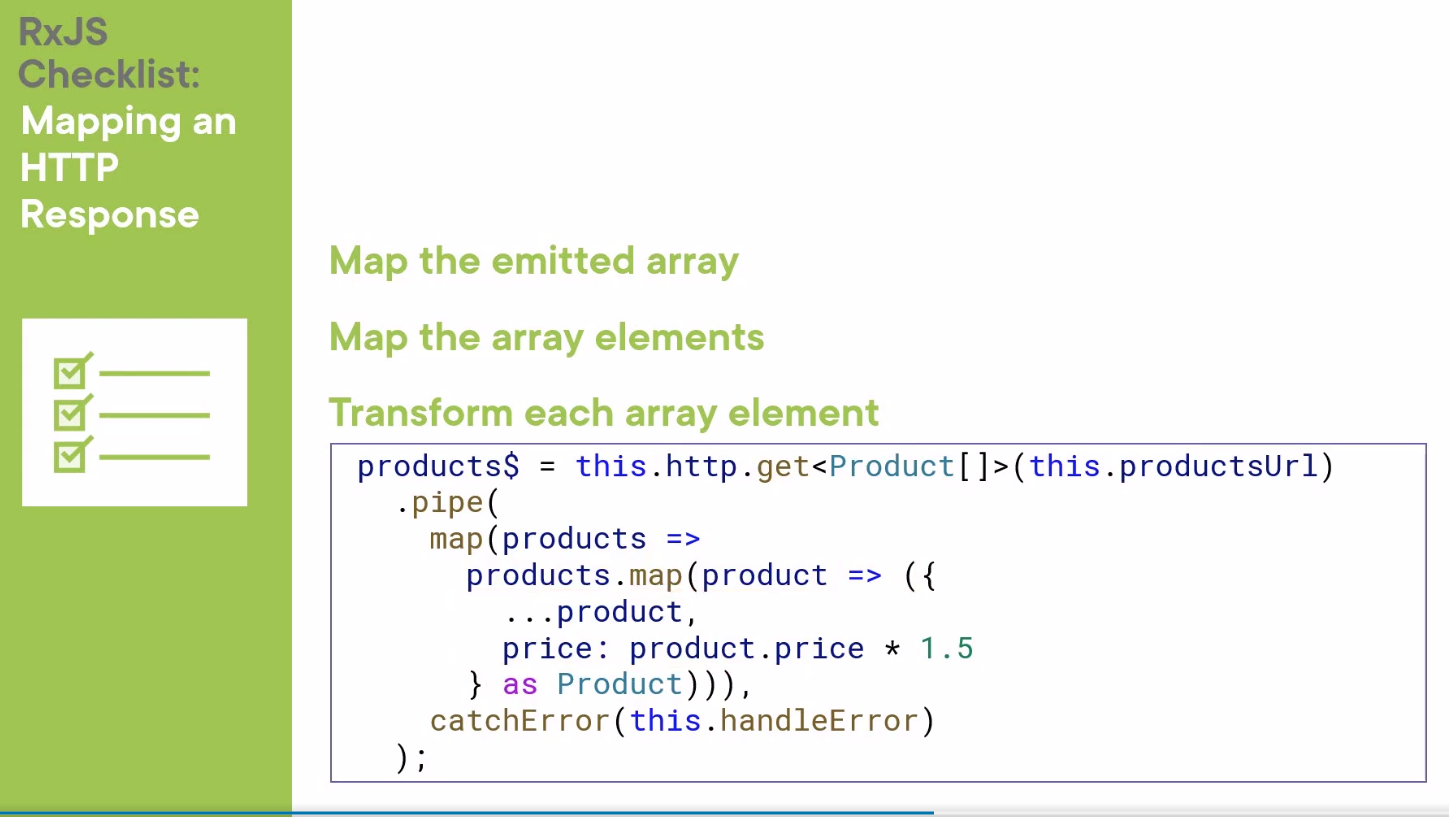 RxJS
Checklist:
Mapping an
HTTP
Response
Map the emitted array
Map the array elements
Transform each array element
products$ = this.http.get<Product[]>(this.productsUrl)
  .pipe(
    map(products =>
      products.map(product => ({
        ...product,
        price: product.price * 1.5
      } as Product))),
    catchError(this.handleError)
  );